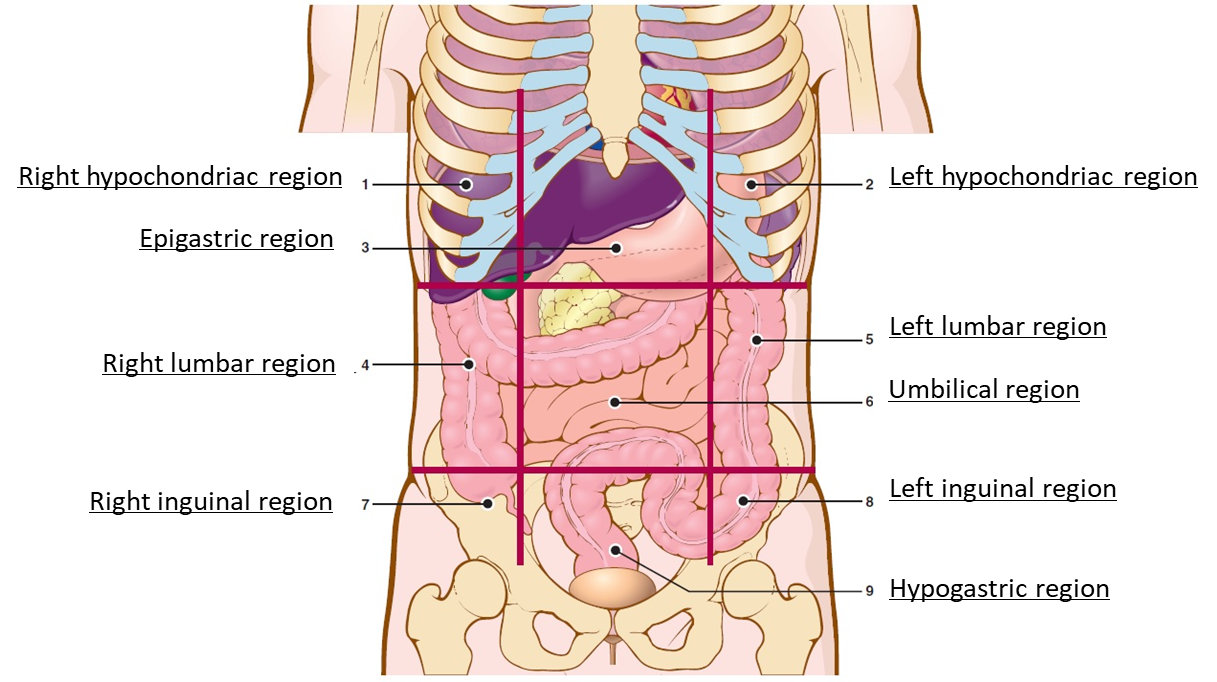 Right hypochondriac region 1
2 Left hypochondriac region
Epigastric region 3
Left lumbar region
5
Right lumbar region . 4
Umbilical region
6
Right inguinal region 7
8 Left inguinal region
9 Hypogastric region